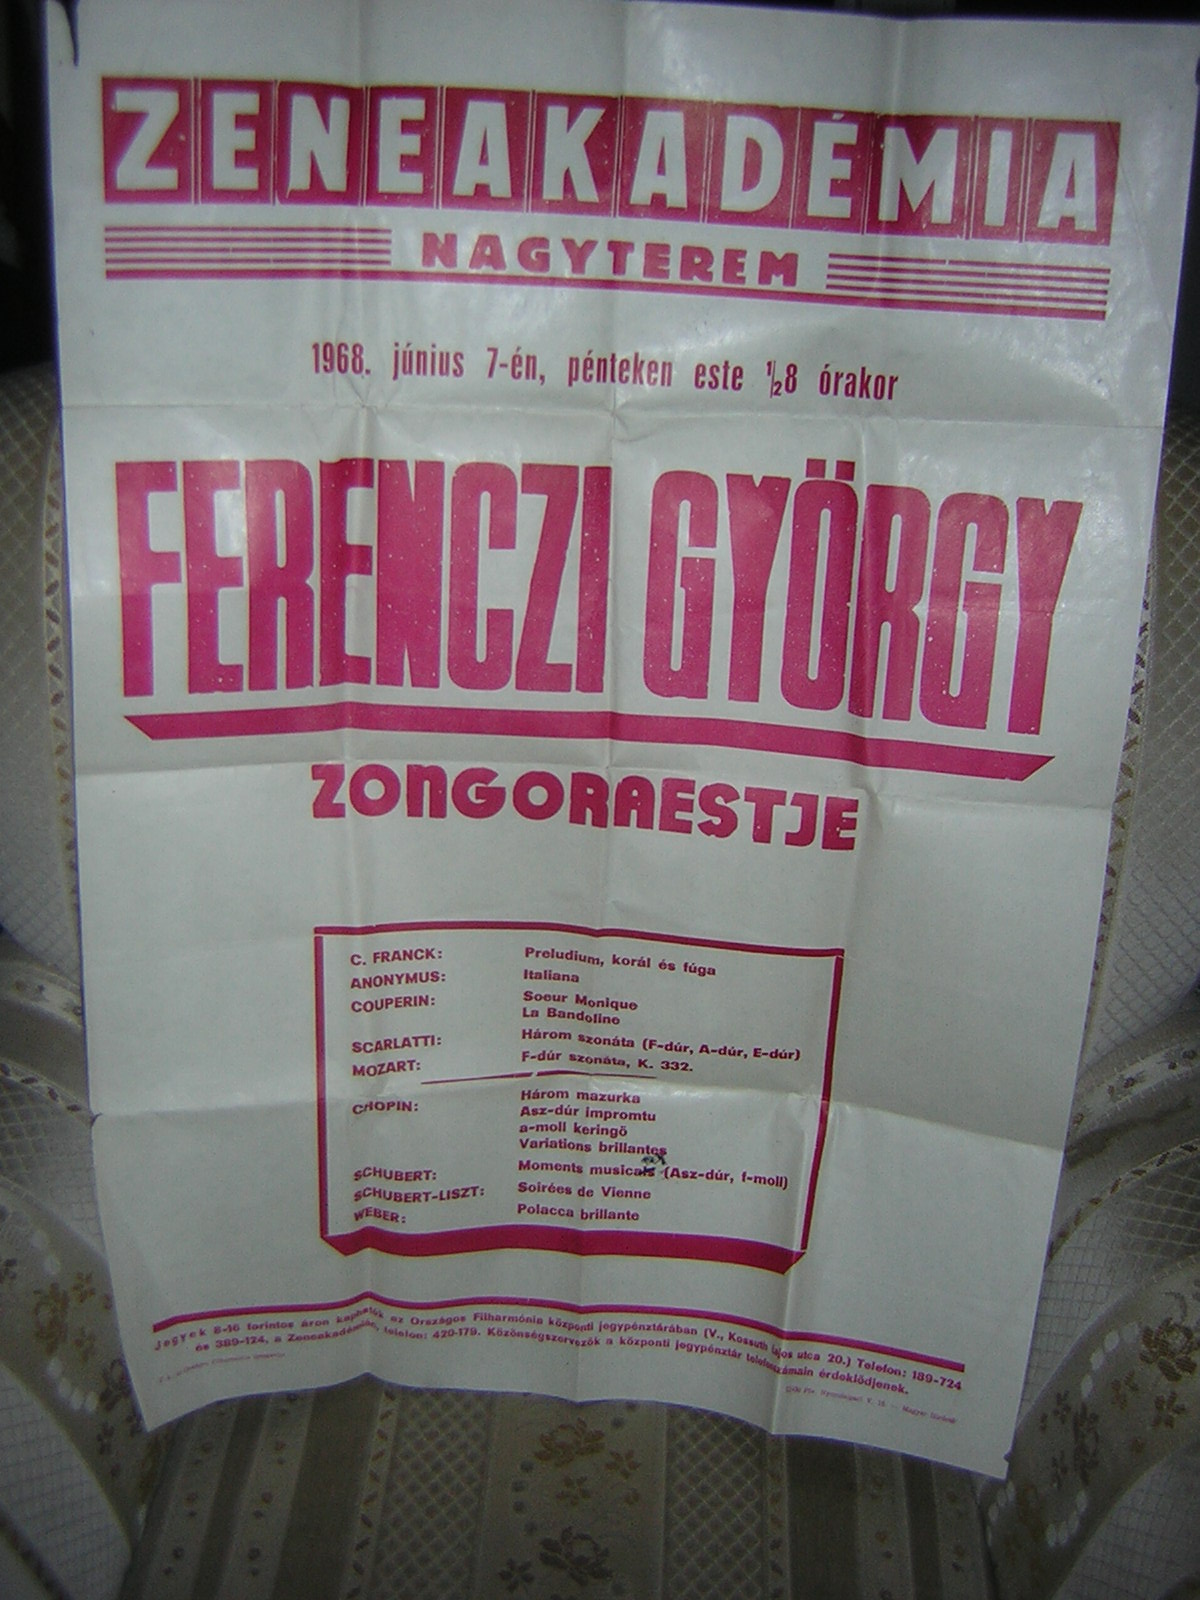 ZENEAKADÉMIA
NAGYTEREM
1968. június 7-én, pénteken este ½8 órakor
FERENCZI GYÖRGY
ZONGORAESTJE
C. FRANCK: Preludium, korál és fúga
ANONYMUS: Italiana
COUPERIN: Soeur Monique
La Bandoline
SCARLATTI: Három szonáta (F-dúr, A-dúr, E-dúr)
MOZART: F-dúr szonáta, K. 332.
CHOPIN: Három mazurka
Asz-dúr impromtu
a-moll keringő
Variations brillantes
SCHUBERT: Moments musicals (Asz-dúr, f-moll)
SCHUBERT-LISZT: Soirées de Vienne
WEBER: Polacca brillante
Jegyek 8-16 forintos áron kaphatók az Országos Filharmónia központi jegypénztárában (V., Kossuth Lajos utca 20.) Telefon: 189-724
és 389-124, a Zeneakadémián, telefon: 420-179. Közönségszervezők a központi jegypénztár telefonszámain érdeklődjenek.